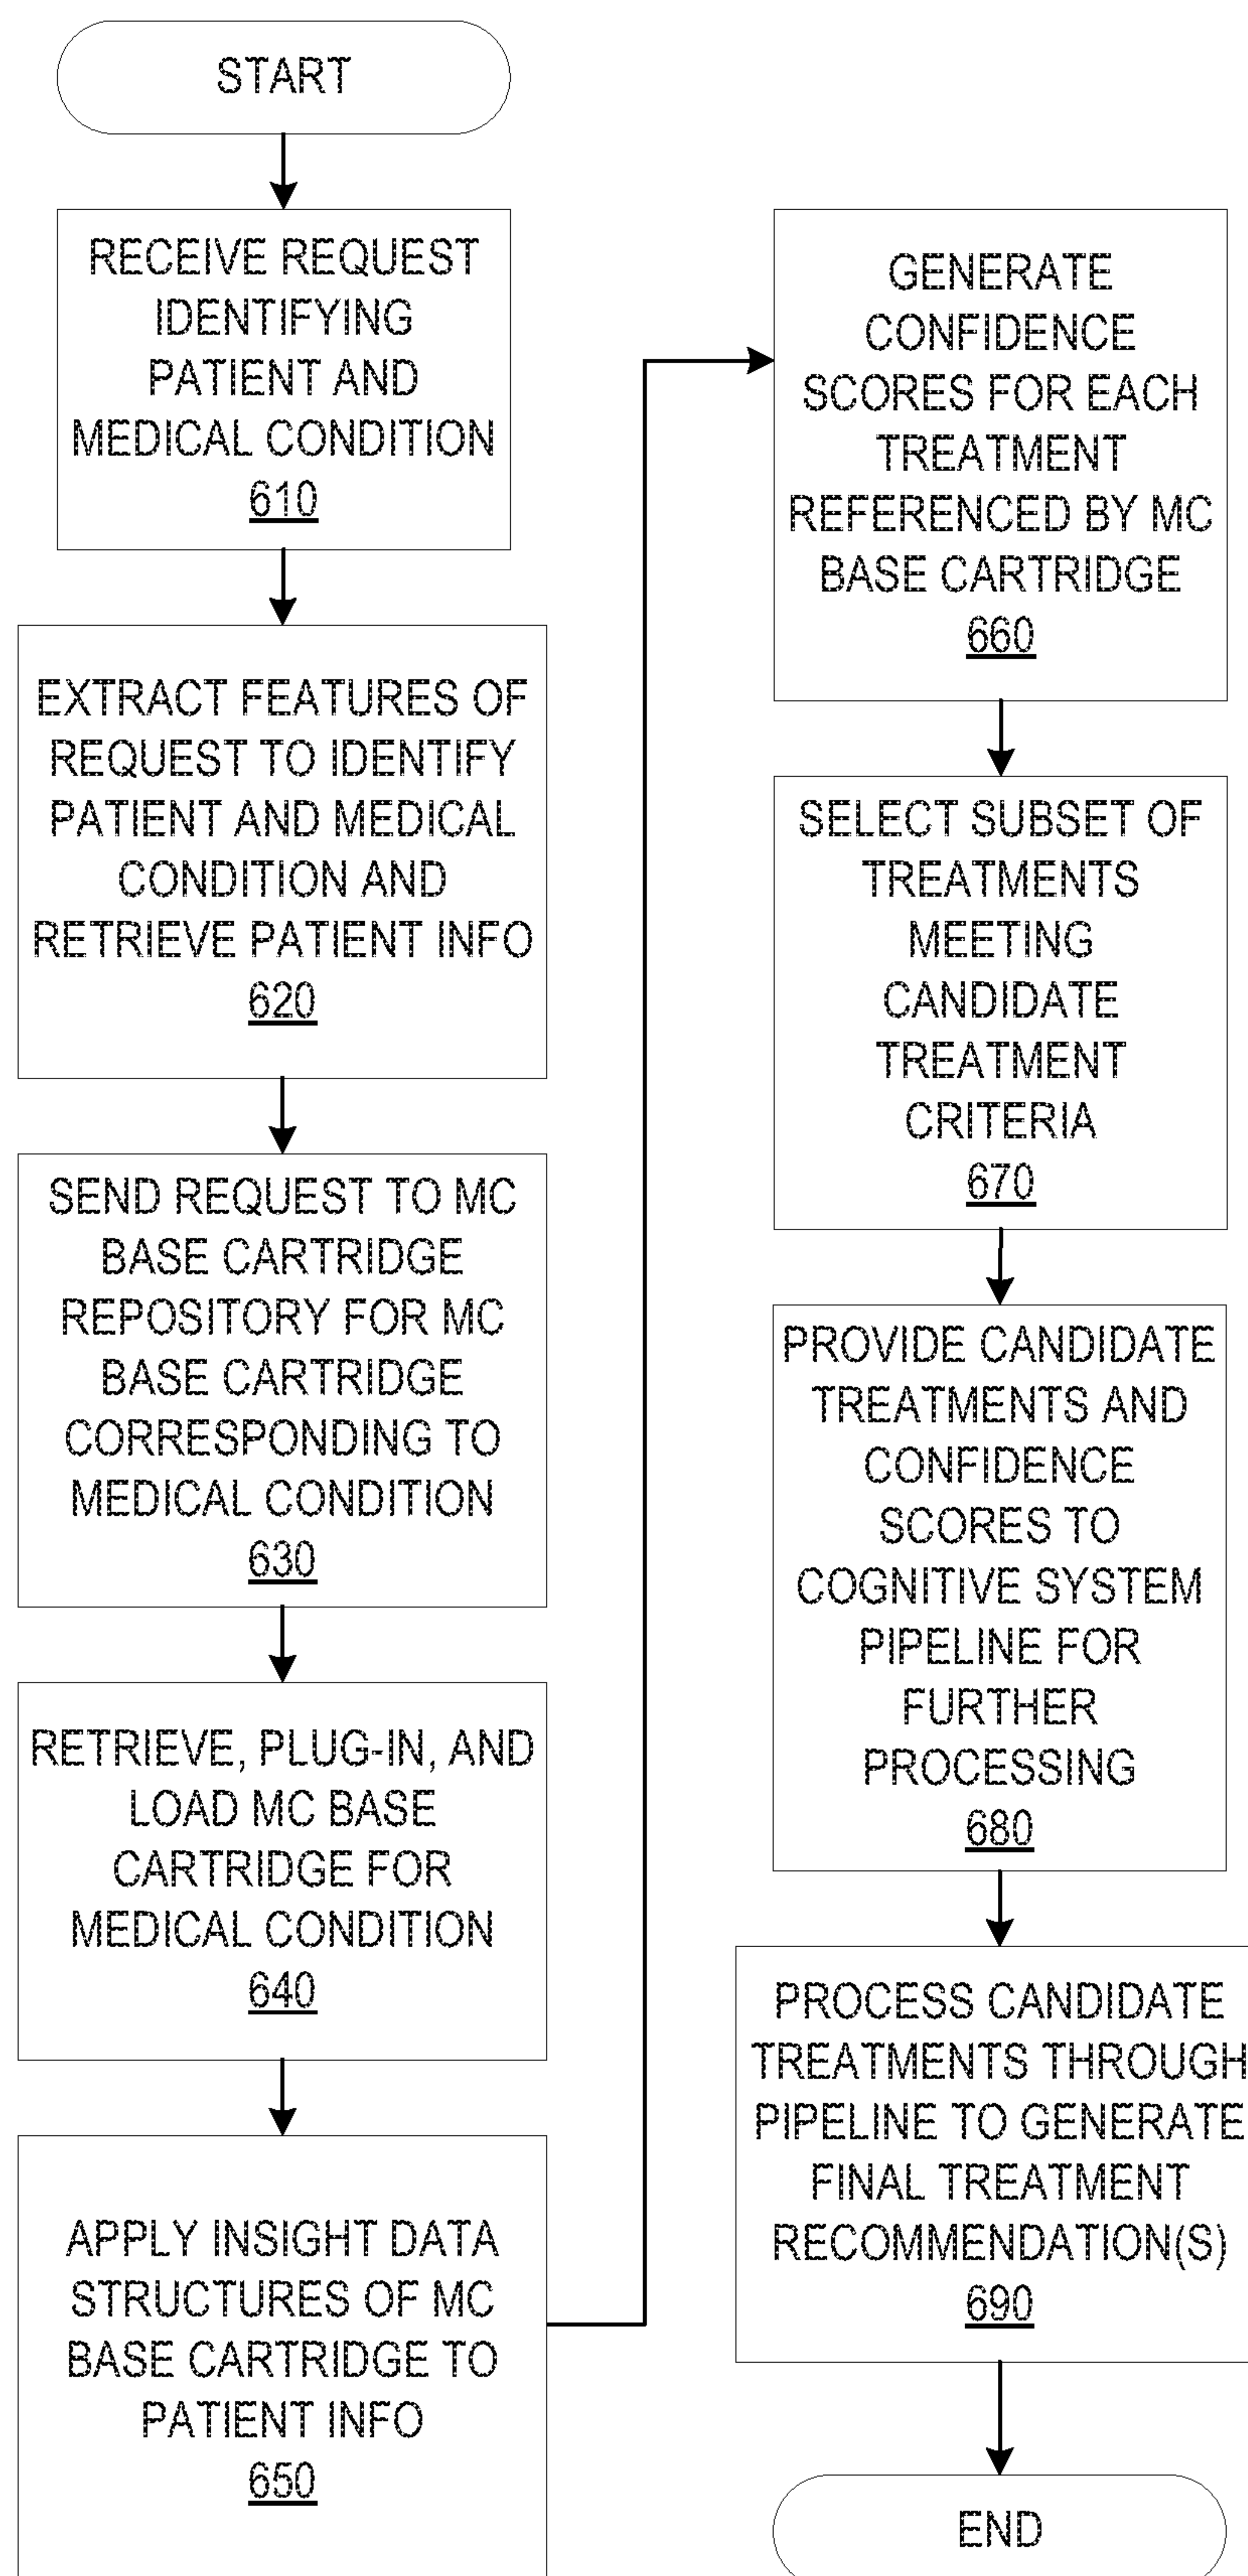 START
RECEIVE REQUEST
IDENTIFYING
PATIENT AND
MEDICAL CONDITION
610
EXTRACT FEATURES OF
REQUEST TO IDENTIFY
PATIENT AND MEDICAL
CONDITION AND
RETRIEVE PATIENT INFO
620
SEND REQUEST TO MC
BASE CARTRIDGE
REPOSITORY FOR MC
BASE CARTRIDGE
CORRESPONDING TO
MEDICAL CONDITION
630
RETRIEVE, PLUG-IN, AND
LOAD MC BASE
CARTRIDGE FOR
MEDICAL CONDITION
640
APPLY INSIGHT DATA
STRUCTURES OF MC
BASE CARTRIDGE TO
PATIENT INFO
650
GENERATE
CONFIDENCE
SCORES FOR EACH
TREATMENT
REFERENCED BY MC
BASE CARTRIDGE
660
SELECT SUBSET OF
TREATMENTS
MEETING
CANDIDATE
TREATMENT
CRITERIA
670
PROVIDE CANDIDATE
TREATMENTS AND
CONFIDENCE
SCORES TO
COGNITIVE SYSTEM
PIPELINE FOR
FURTHER
PROCESSING
680
PROCESS CANDIDATE
TREATMENTS THROUGH
PIPELINE TO GENERATE
FINAL TREATMENT
RECOMMENDATION(S)
690
END